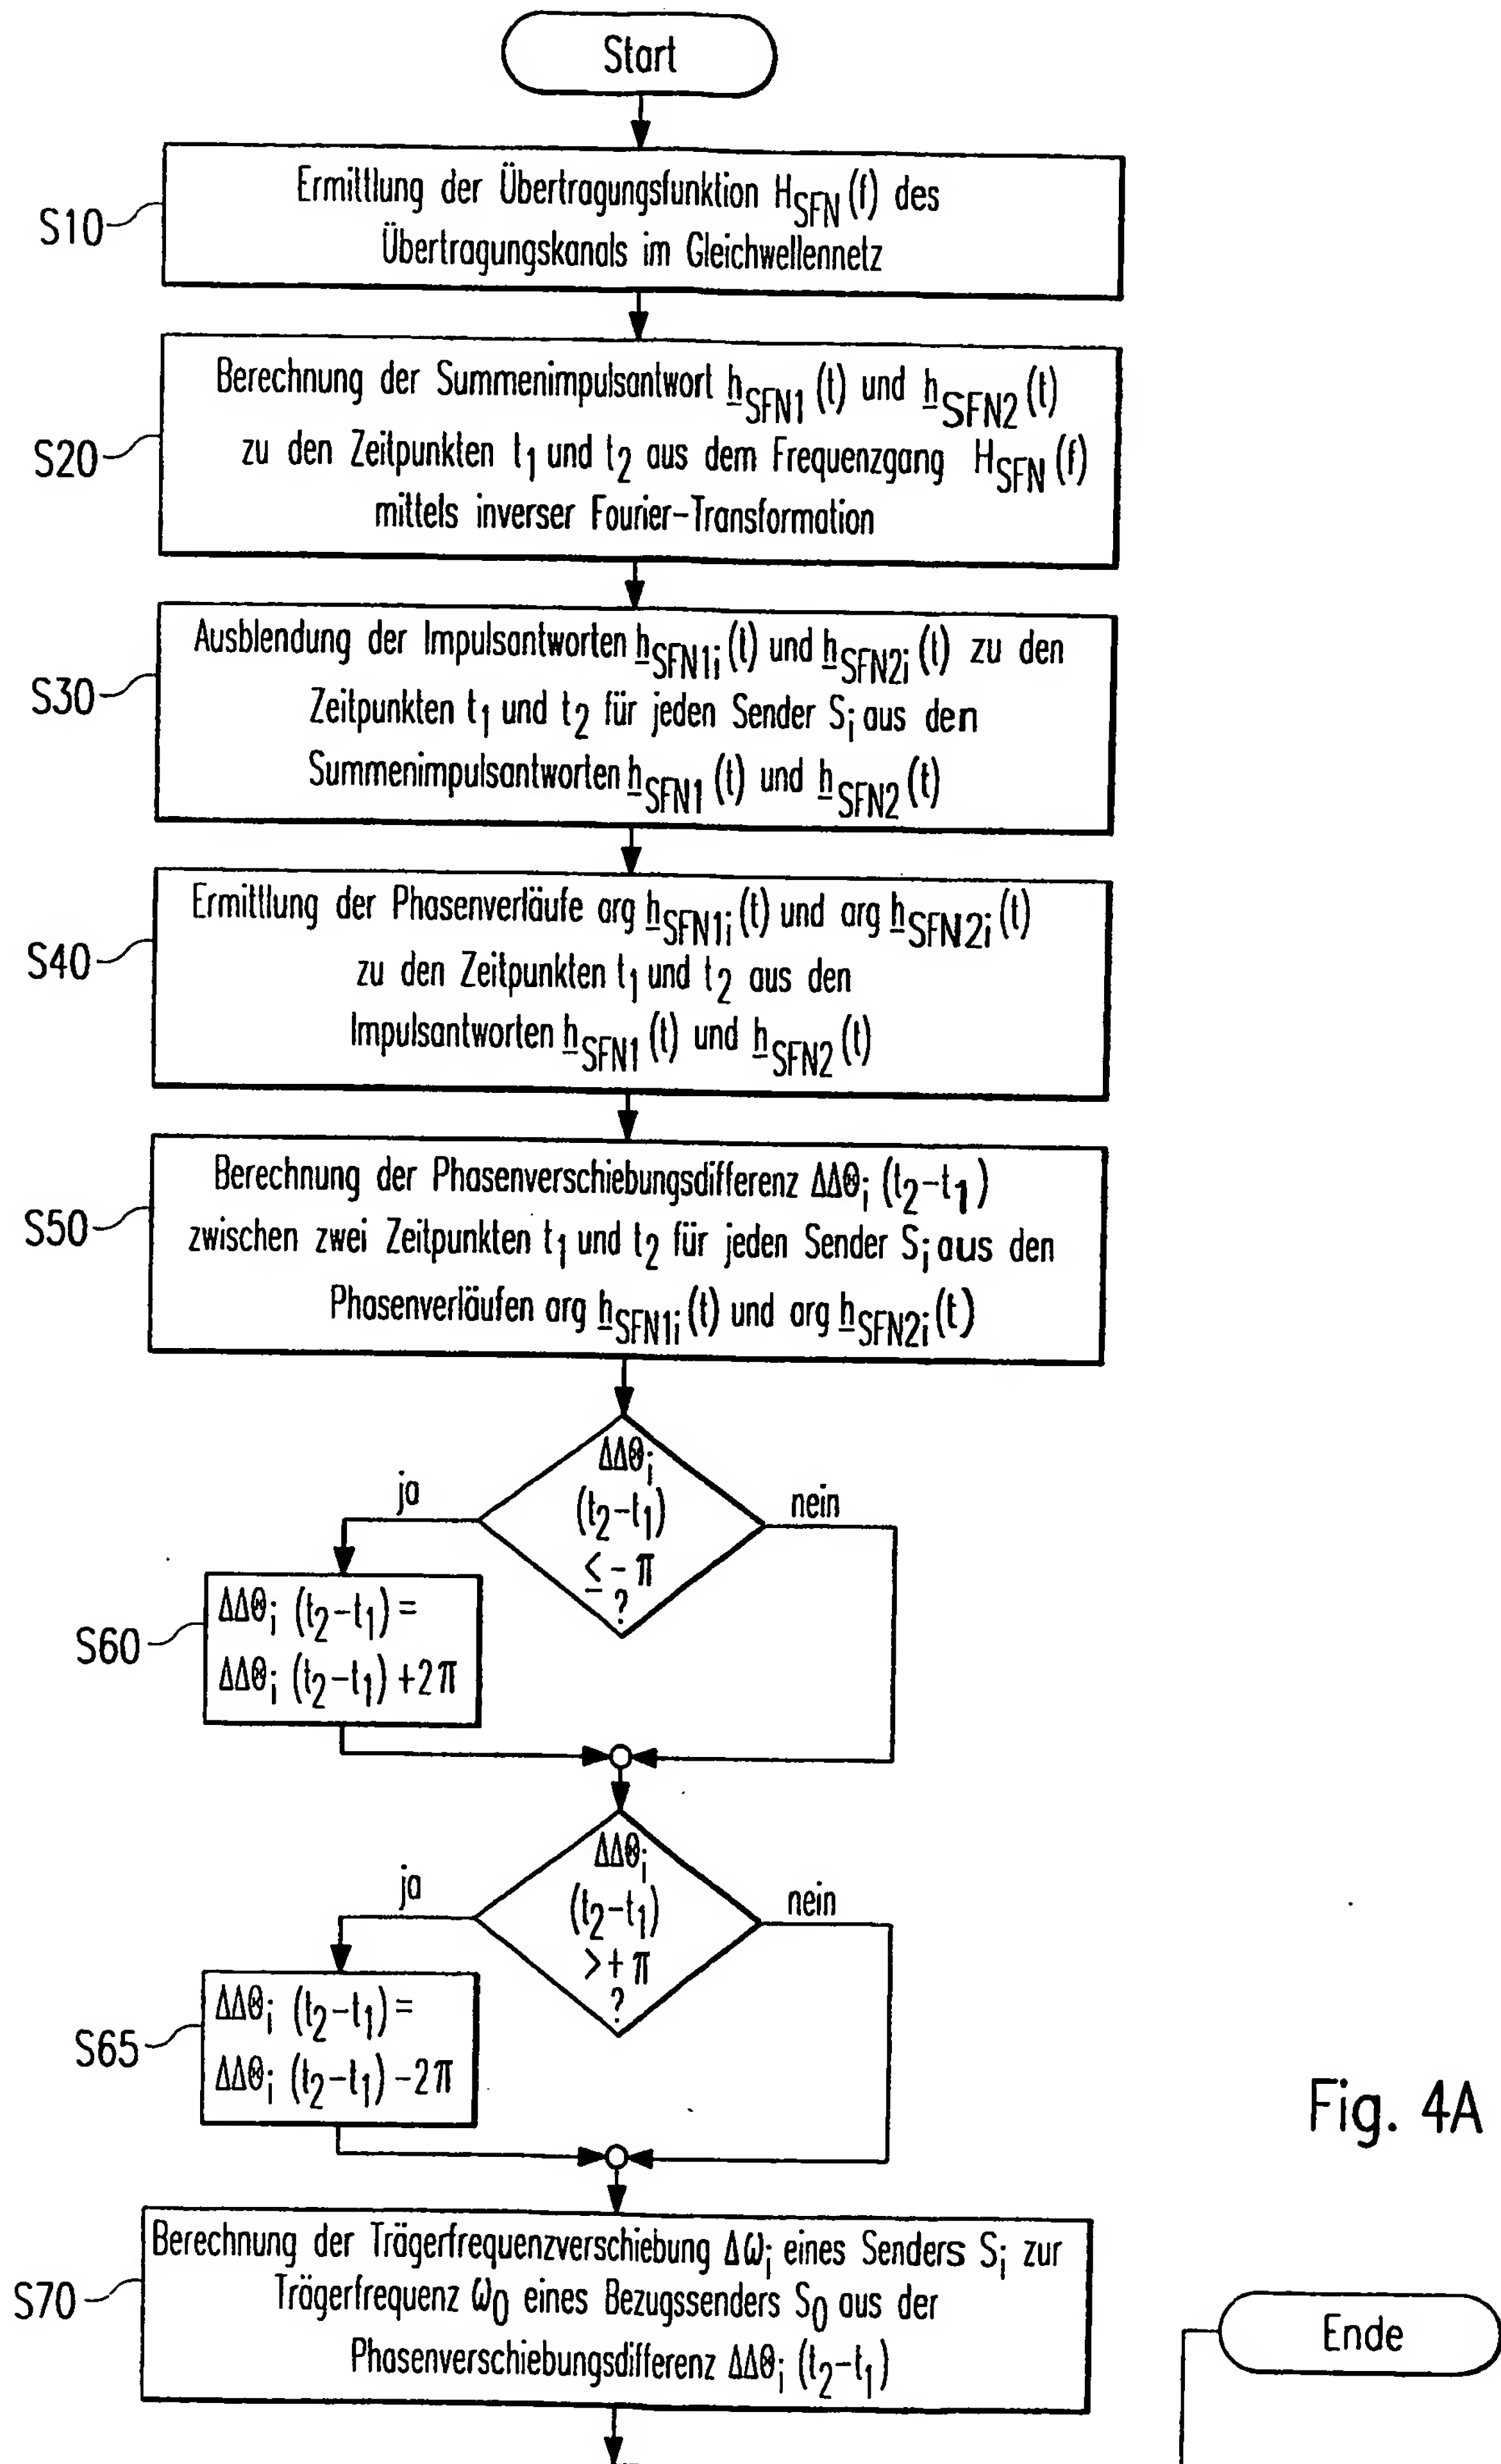 Start
S10
Ermittlung der Übertragungsfunktion H_SFN(f) des
Übertragungskanals im Gleichwellennetz
S20
Berechnung der Summenimpulsantwort h_SFN1(t) und h_SFN2(t)
zu den Zeitpunkten t1 und t2 aus dem Frequenzgang H_SFN(f)
mittels inverser Fourier-Transformation
S30
Ausblendung der Impulsantworten h_SFN1i(t) und h_SFN2i(t) zu den
Zeitpunkten t1 und t2 für jeden Sender Si aus den
Summenimpulsantworten h_SFN1(t) und h_SFN2(t)
S40
Ermittlung der Phasenverläufe arg h_SFN1i(t) und arg h_SFN2i(t)
zu den Zeitpunkten t1 und t2 aus den
Impulsantworten h_SFN1(t) und h_SFN2(t)
S50
Berechnung der Phasenverschiebungsdifferenz ΔΔΘi (t2-t1)
zwischen zwei Zeitpunkten t1 und t2 für jeden Sender Si aus den
Phasenverläufen arg h_SFN1i(t) und arg h_SFN2i(t)
ΔΔΘi
(t2-t1)
≤ -π
?
ja
nein
S60
ΔΔΘi (t2-t1)=
ΔΔΘi (t2-t1)+2π
ΔΔΘi
(t2-t1)
>+π
?
ja
nein
S65
ΔΔΘi (t2-t1)=
ΔΔΘi (t2-t1)-2π
Fig. 4A
S70
Berechnung der Trägerfrequenzverschiebung Δωi eines Senders Si zur
Trägerfrequenz ω0 eines Bezugssenders S0 aus der
Phasenverschiebungsdifferenz ΔΔΘi (t2-t1)
Ende